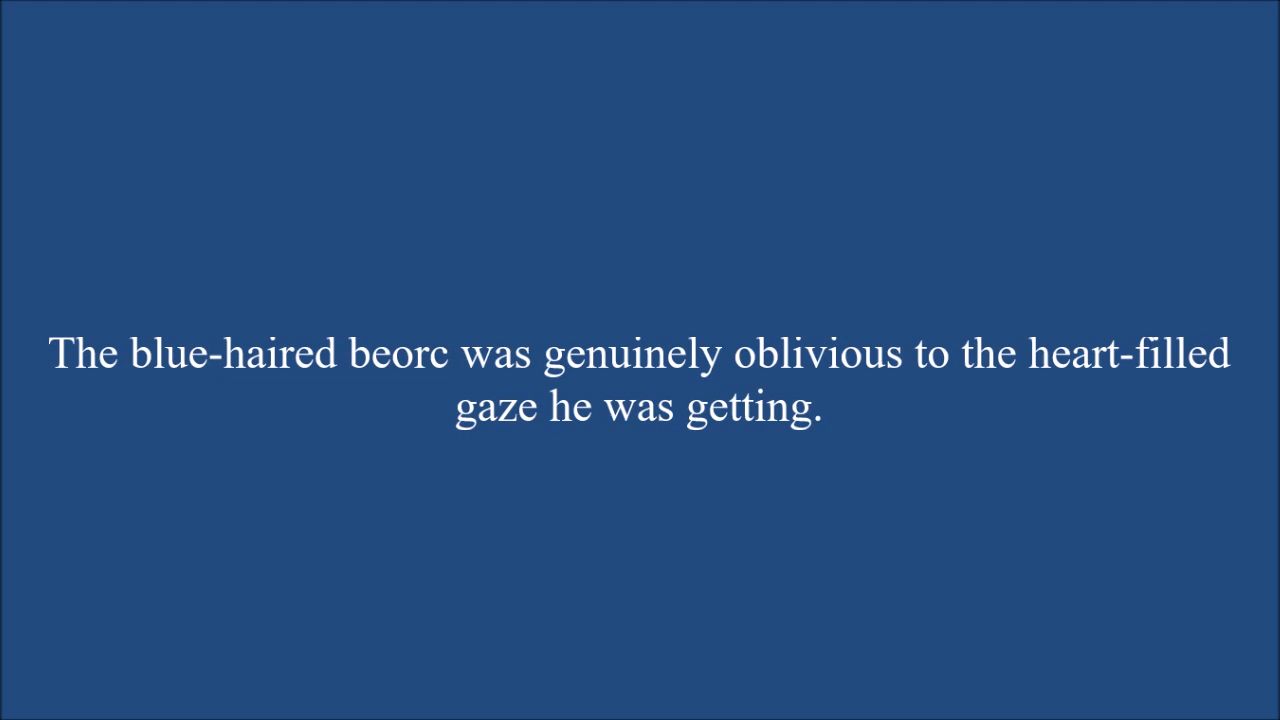 The blue-haired beorc was genuinely oblivious to the heart-filled
gaze he was getting.